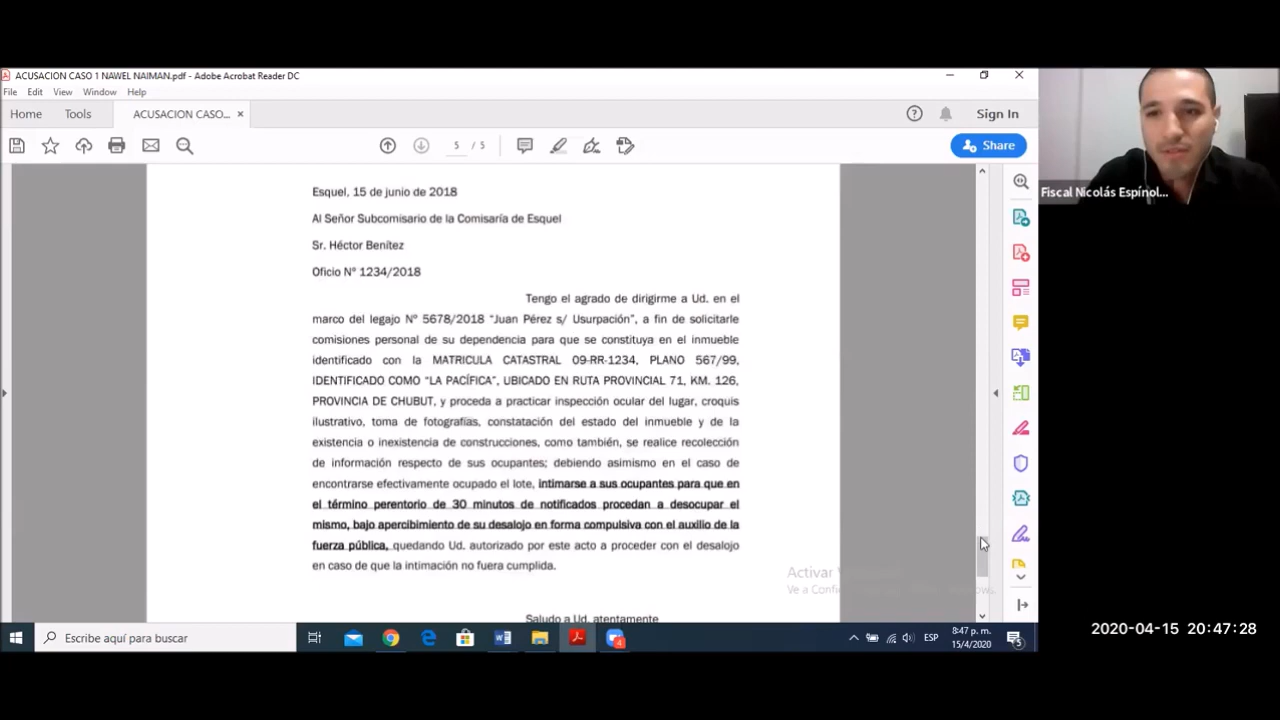 ACUSACION CASO 1 NAWEL NAIMAN.pdf - Adobe Acrobat Reader DC
File Edit View Window Help
Home Tools ACUSACION CASO... × Sign In
5 / 5 Share
Esquel, 15 de junio de 2018
Al Señor Subcomisario de la Comisaría de Esquel
Sr. Héctor Benítez
Oficio Nº 1234/2018
Tengo el agrado de dirigirme a Ud. en el
marco del legajo Nº 5678/2018 “Juan Pérez s/ Usurpación”, a fin de solicitarle
comisiones personal de su dependencia para que se constituya en el inmueble
identificado con la MATRICULA CATASTRAL 09-RR-1234, PLANO 567/99,
IDENTIFICADO COMO “LA PACÍFICA”, UBICADO EN RUTA PROVINCIAL 71, KM. 126,
PROVINCIA DE CHUBUT, y proceda a practicar inspección ocular del lugar, croquis
ilustrativo, toma de fotografías, constatación del estado del inmueble y de la
existencia o inexistencia de construcciones, como también, se realice recolección
de información respecto de sus ocupantes; debiendo asimismo en el caso de
encontrarse efectivamente ocupado el lote, intimarse a sus ocupantes para que en
el término perentorio de 30 minutos de notificados procedan a desocupar el
mismo, bajo apercibimiento de su desalojo en forma compulsiva con el auxilio de la
fuerza pública, quedando Ud. autorizado por este acto a proceder con el desalojo
en caso de que la intimación no fuera cumplida.
Saludo a Ud. atentamente
Activar
Ve a
Fiscal Nicolás Espínol...
Escribe aquí para buscar
ESP
8:47 p. m.
15/4/2020
2020-04-15 20:47:28